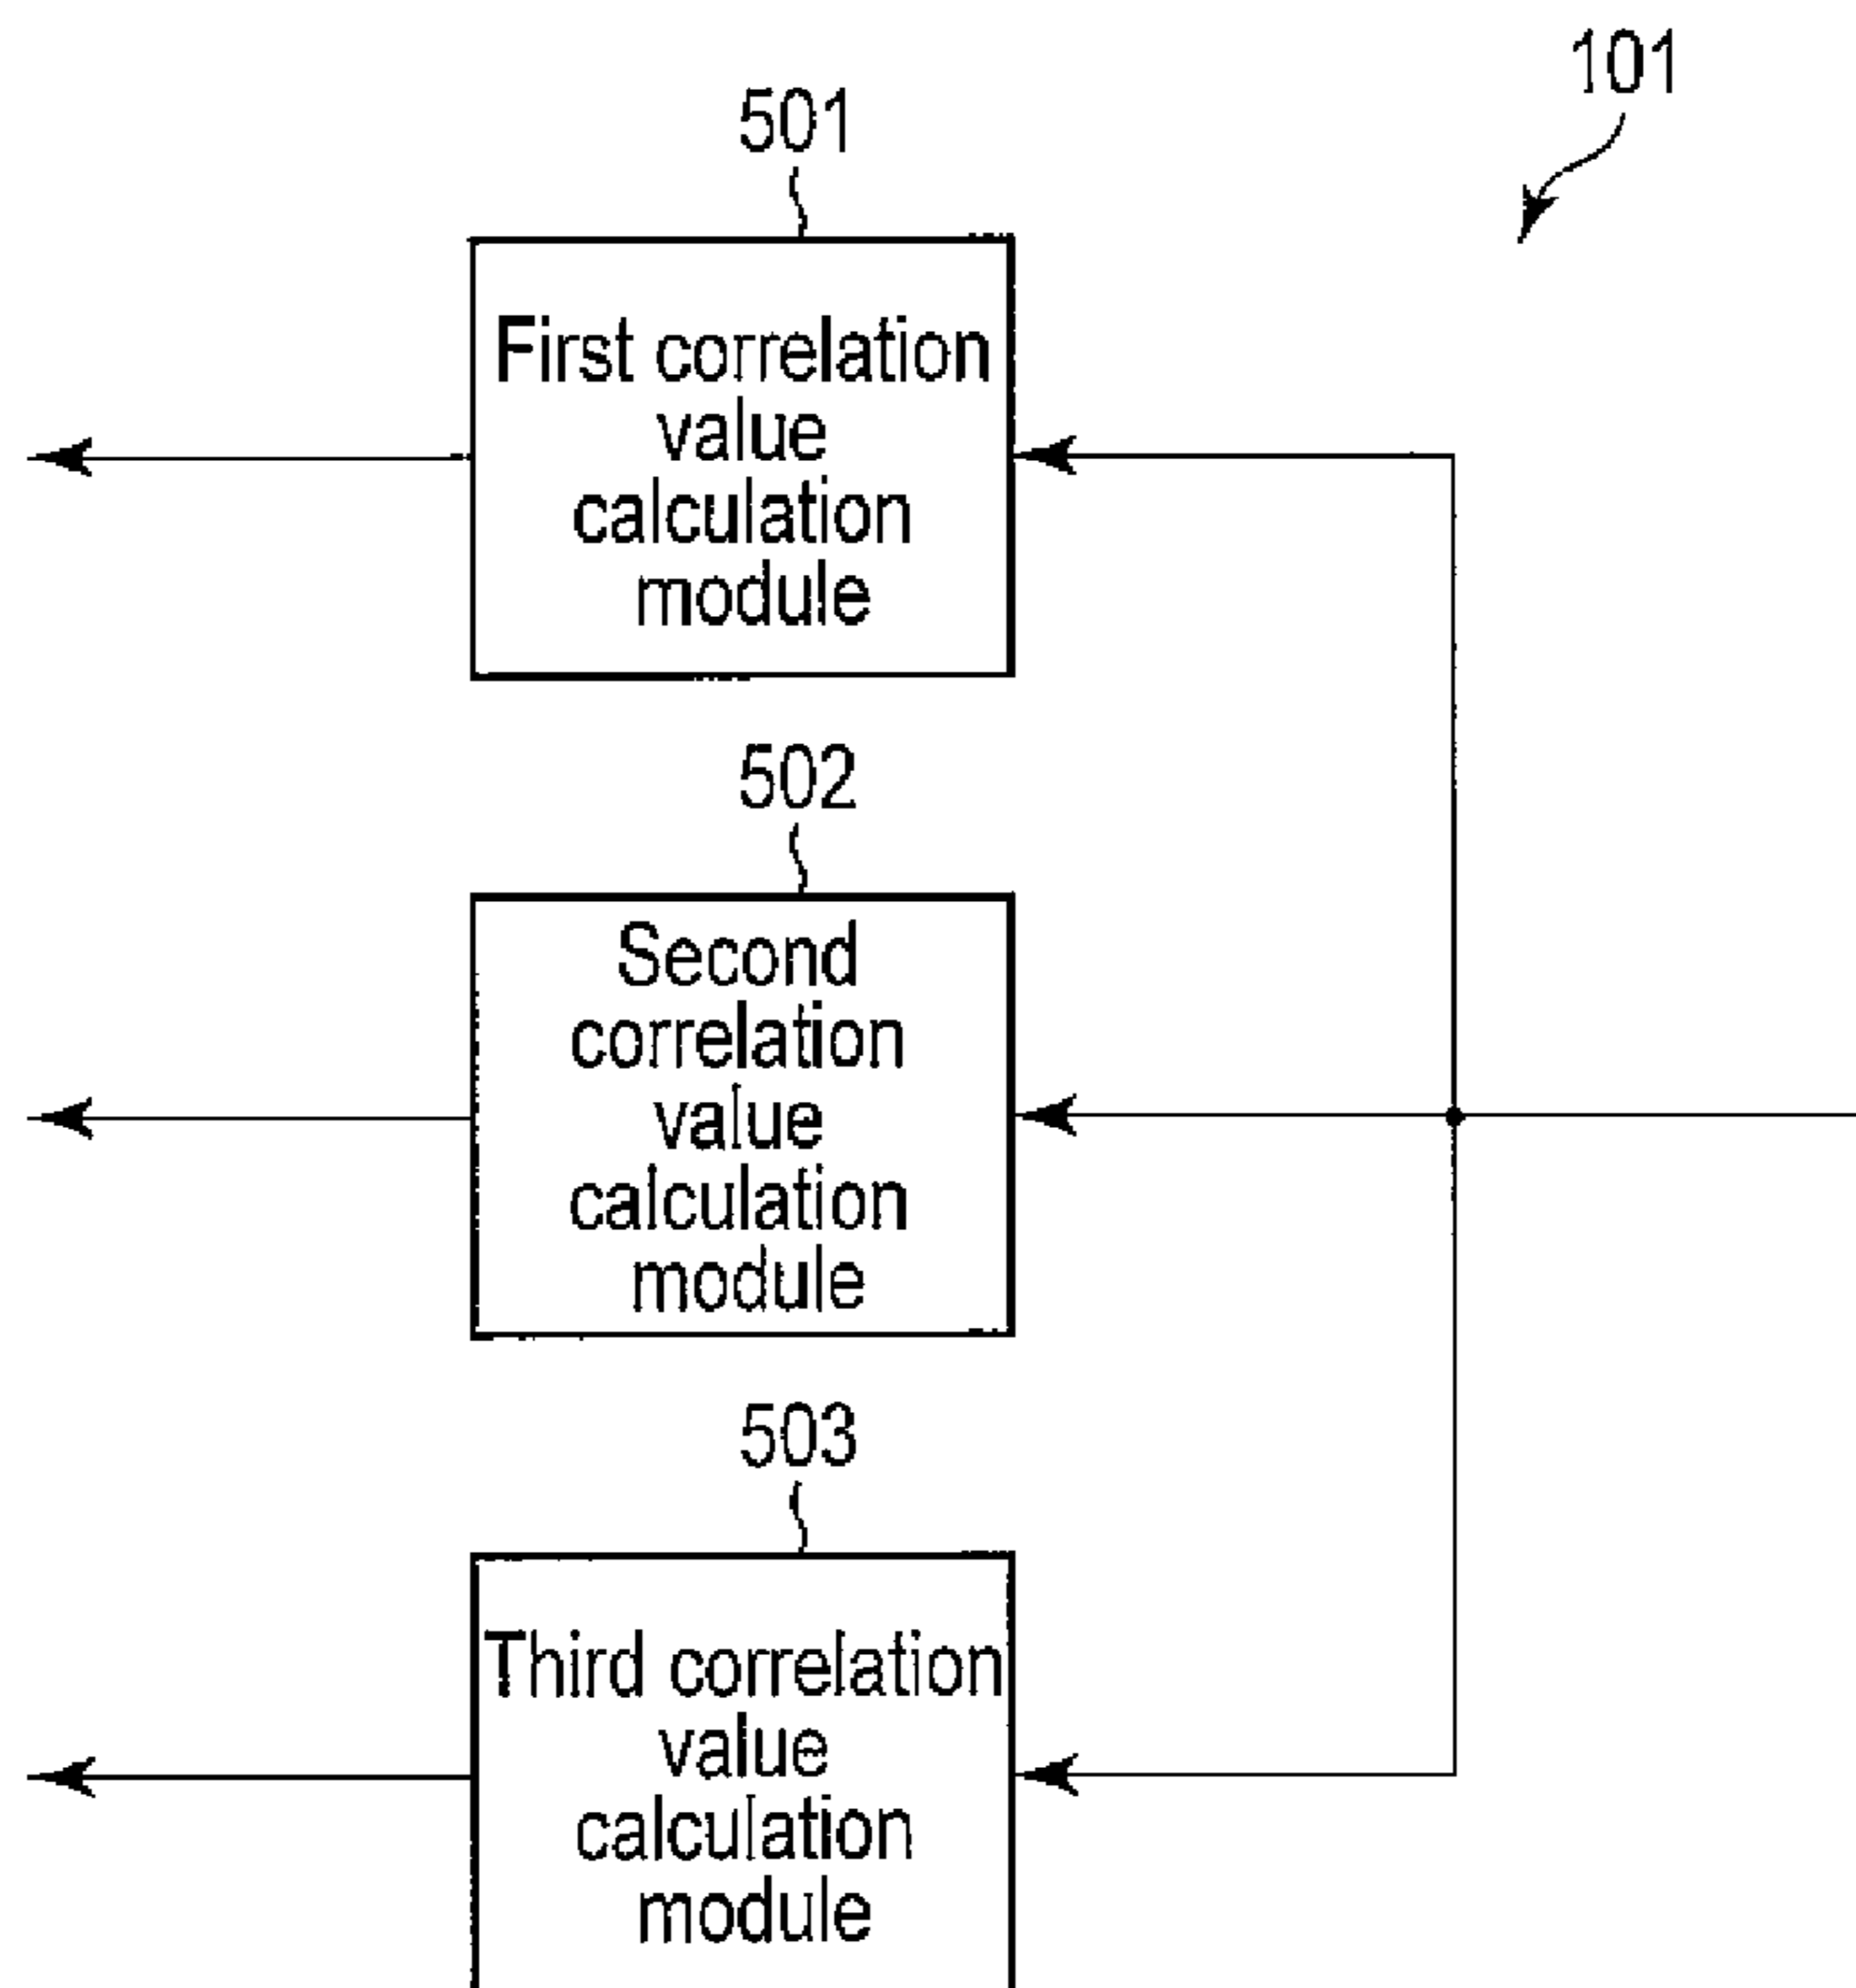 101
501
First correlation
value
calculation
module
502
Second
correlation
value
calculation
module
503
Third correlation
value
calculation
module